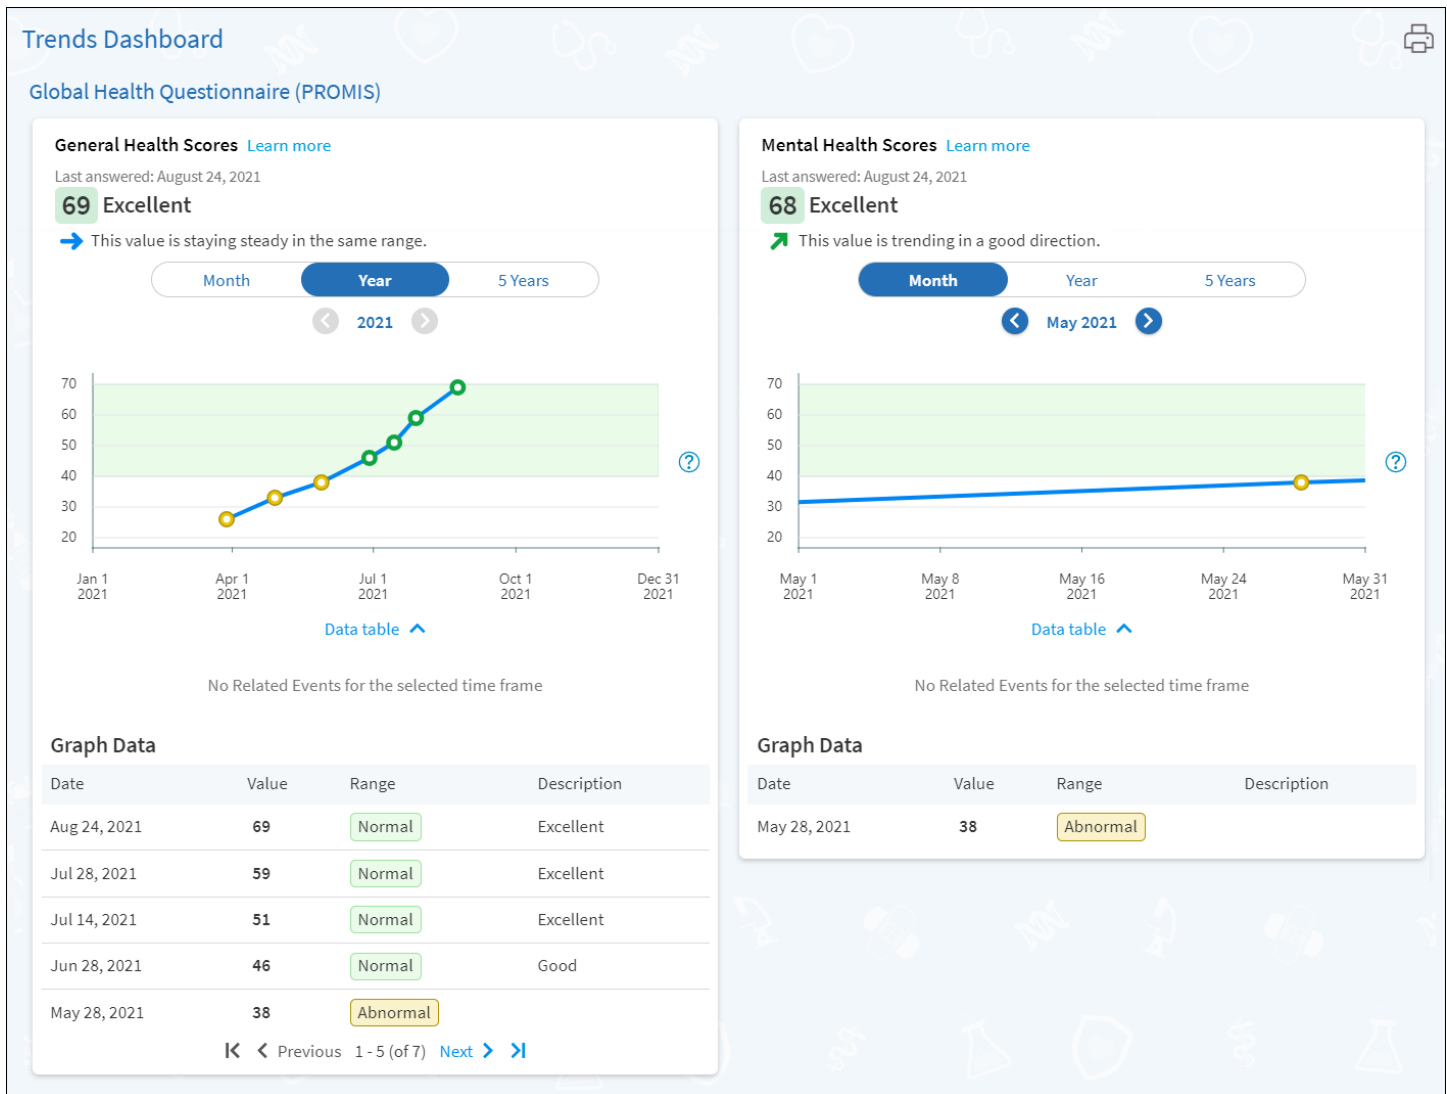 Trends Dashboard
Global Health Questionnaire (PROMIS)
General Health Scores Learn more
Last answered: August 24, 2021
69 Excellent
This value is staying steady in the same range.
Month Year 5 Years
2021
70
60
50
40
30
20
Jan 1 Apr 1 Jul 1 Oct 1 Dec 31
2021 2021 2021 2021 2021
Data table
No Related Events for the selected time frame
Graph Data
Date Value Range Description
Aug 24, 2021 69 Normal Excellent
Jul 28, 2021 59 Normal Excellent
Jul 14, 2021 51 Normal Excellent
Jun 28, 2021 46 Normal Good
May 28, 2021 38 Abnormal
Previous 1 - 5 (of 7) Next
Mental Health Scores Learn more
Last answered: August 24, 2021
68 Excellent
This value is trending in a good direction.
Month Year 5 Years
May 2021
70
60
50
40
30
20
May 1 May 8 May 16 May 24 May 31
2021 2021 2021 2021 2021
Data table
No Related Events for the selected time frame
Graph Data
Date Value Range Description
May 28, 2021 38 Abnormal